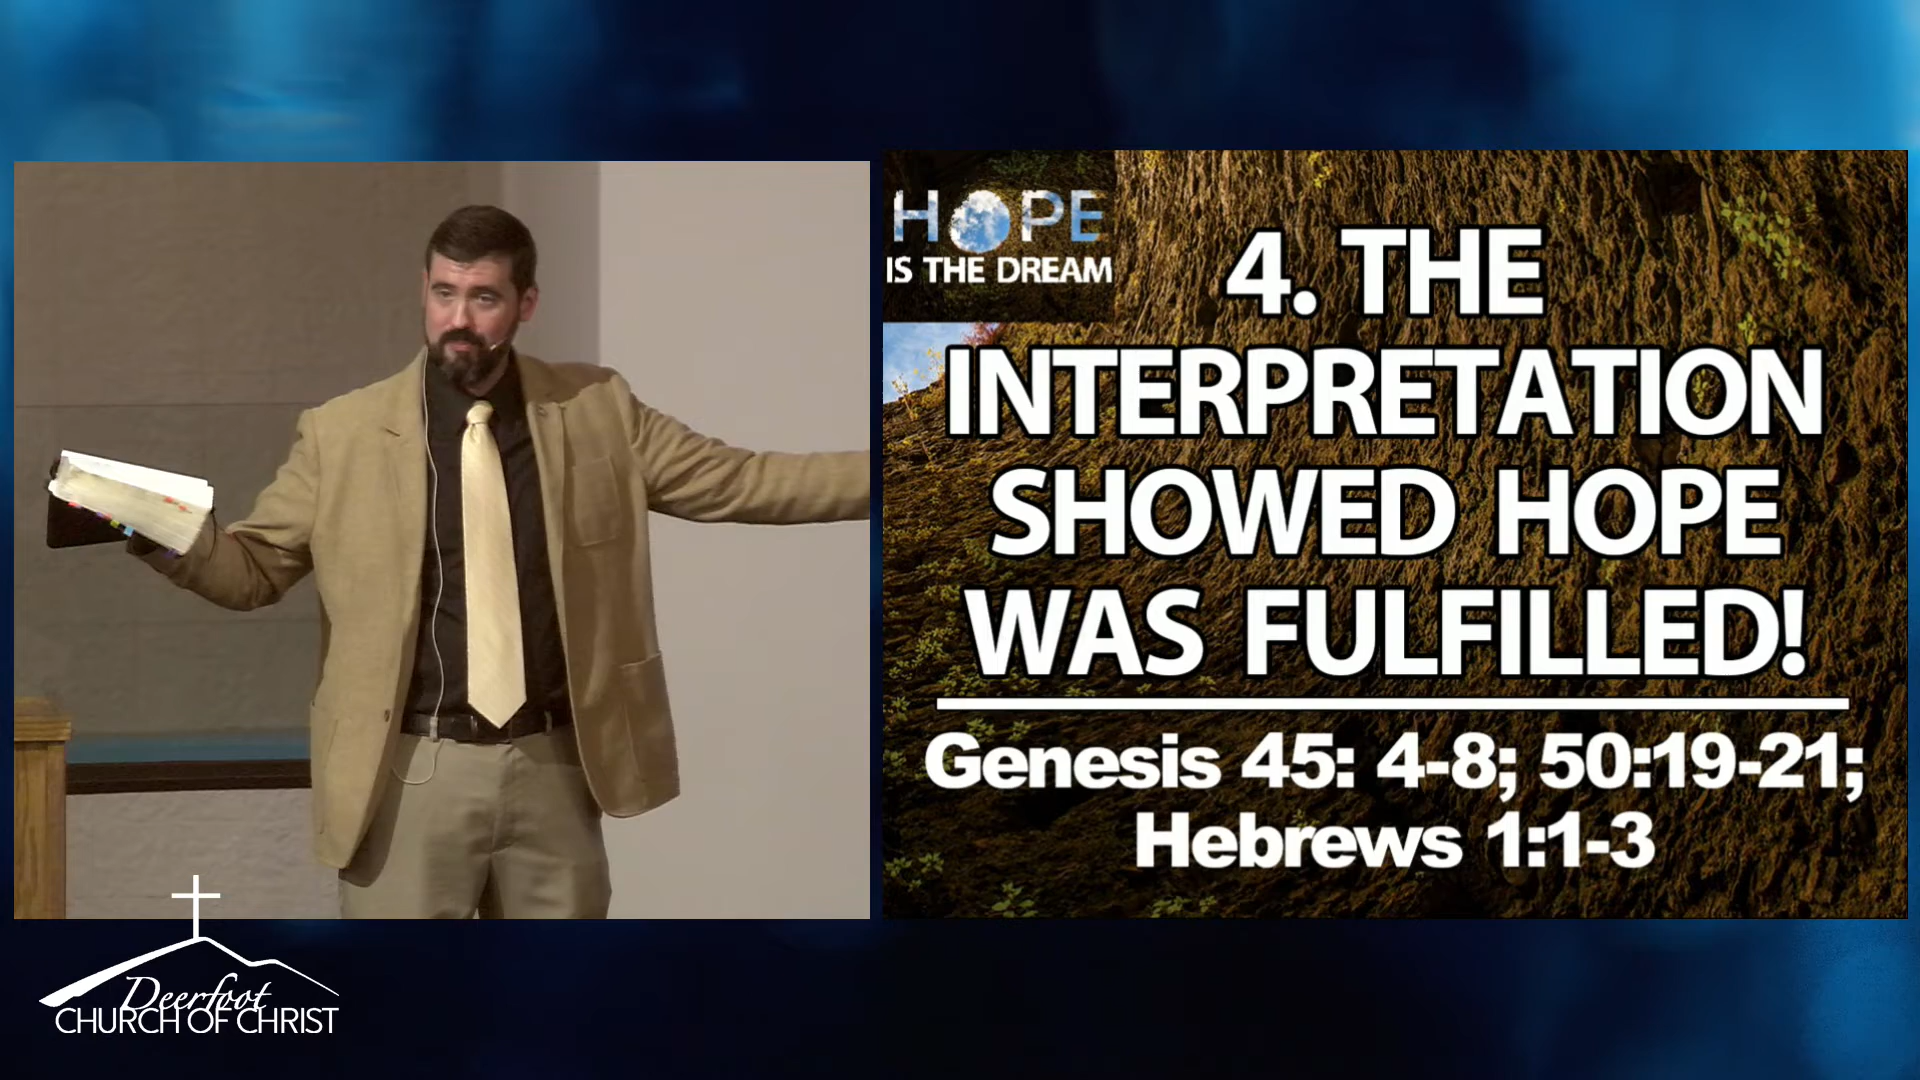 HOPE
IS THE DREAM
4. THE
INTERPRETATION
SHOWED HOPE
WAS FULFILLED!
Genesis 45: 4-8; 50:19-21;
Hebrews 1:1-3
Deerfoot
CHURCH OF CHRIST